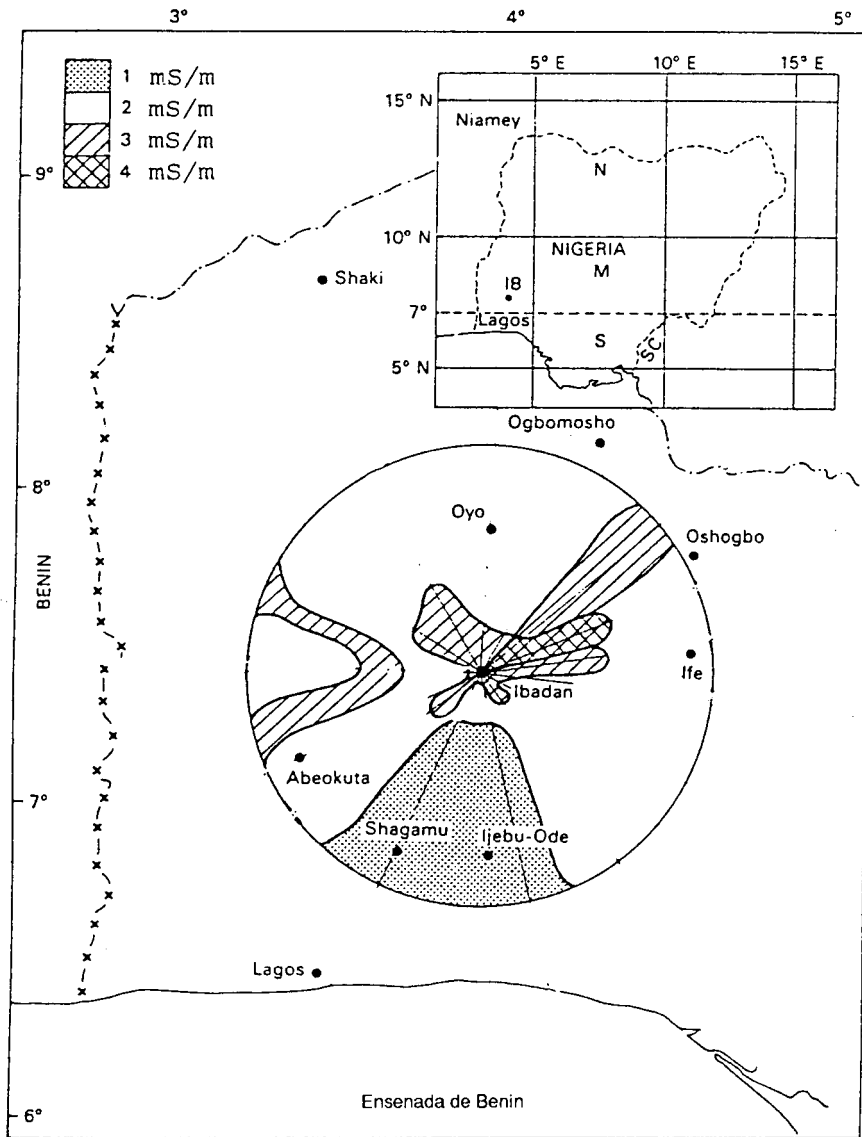 3° 4° 5°
1 mS/m
2 mS/m
3 mS/m
4 mS/m
5° E 10° E 15° E
15° N
Niamey
N
10° N
NIGERIA
M
IB
7°
Lagos
S
SC
5° N
9°
Shaki
Ogbomosho
8°
Oyo
Oshogbo
BENIN
Ife
Ibadan
Abeokuta
7°
Shagamu
Ijebu-Ode
Lagos
Ensenada de Benin
6°